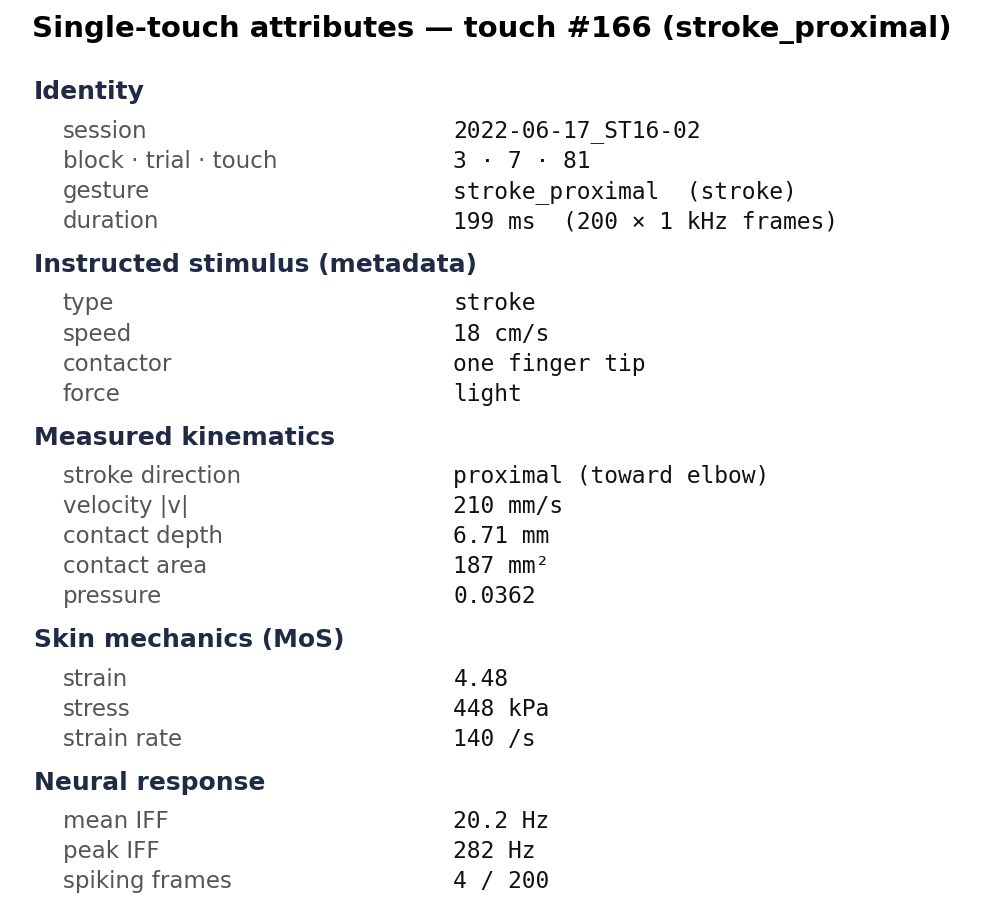 Single-touch attributes — touch #166 (stroke_proximal)
Identity
session 2022-06-17_ST16-02
block · trial · touch 3 · 7 · 81
gesture stroke_proximal (stroke)
duration 199 ms (200 × 1 kHz frames)
Instructed stimulus (metadata)
type stroke
speed 18 cm/s
contactor one finger tip
force light
Measured kinematics
stroke direction proximal (toward elbow)
velocity |v| 210 mm/s
contact depth 6.71 mm
contact area 187 mm²
pressure 0.0362
Skin mechanics (MoS)
strain 4.48
stress 448 kPa
strain rate 140 /s
Neural response
mean IFF 20.2 Hz
peak IFF 282 Hz
spiking frames 4 / 200